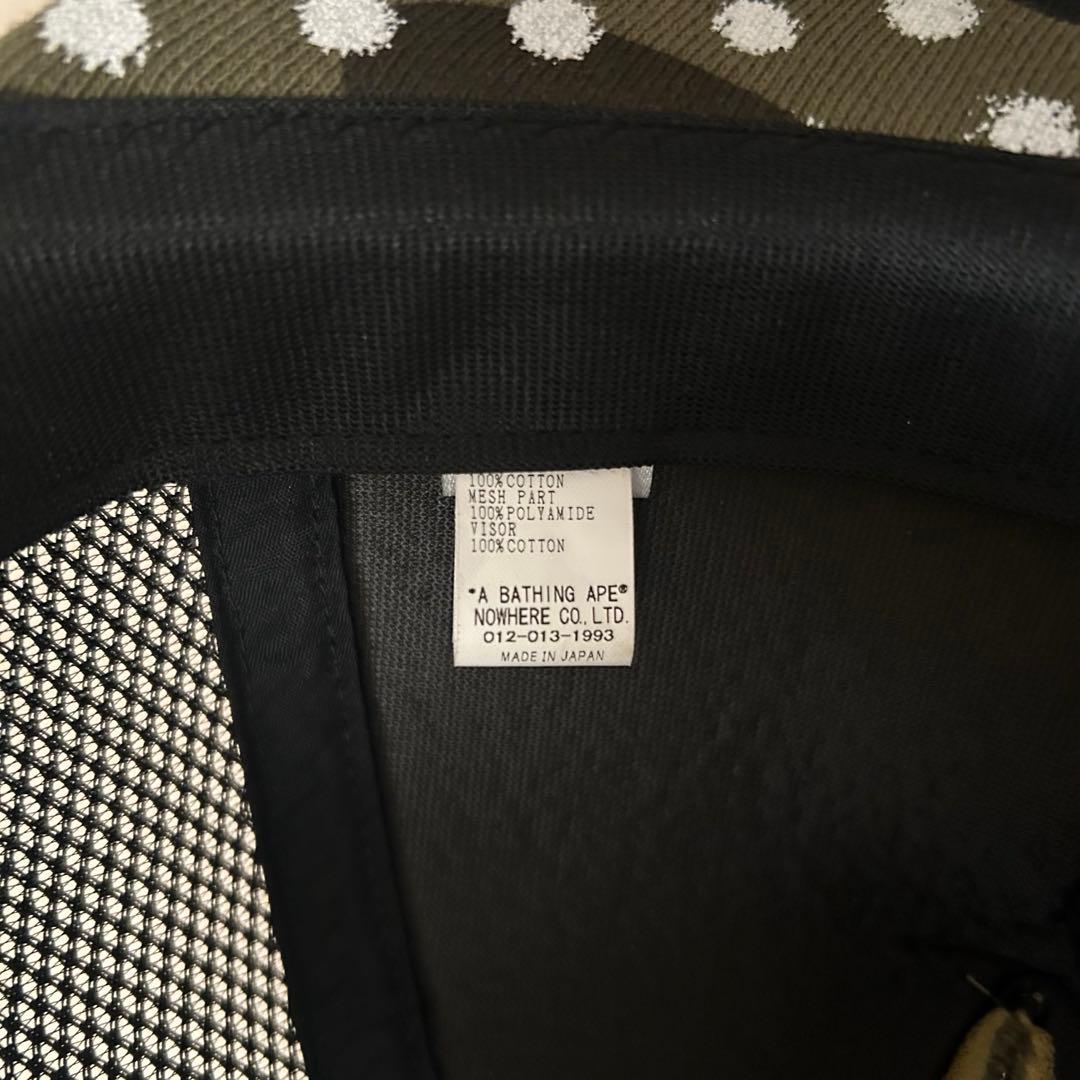 100%COTTON
MESH PART
100%POLYAMIDE
VISOR
100%COTTON
*A BATHING APE®
NOWHERE CO.,LTD.
012-013-1993
MADE IN JAPAN